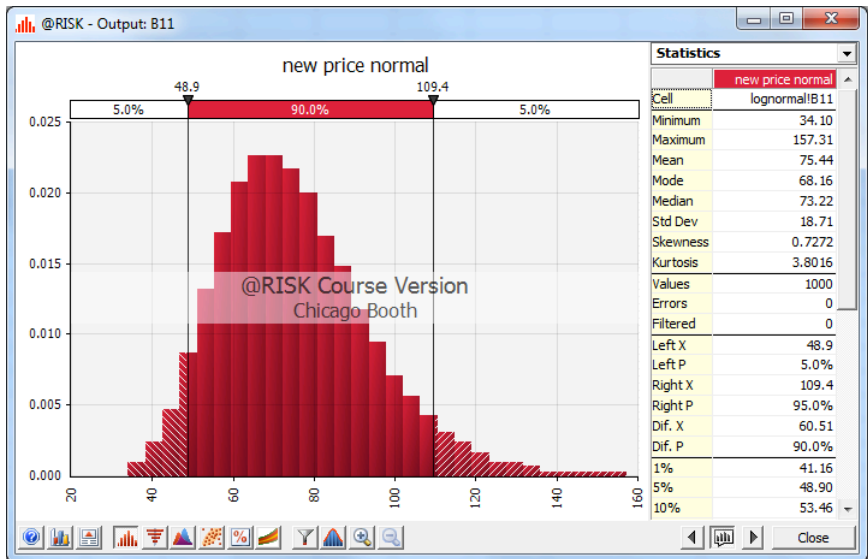 @RISK - Output: B11
new price normal
48.9 109.4
5.0% 90.0% 5.0%
0.025
0.020
0.015
0.010
0.005
0.000
20 40 60 80 100 120 140 160
@RISK Course Version
Chicago Booth
Statistics
new price normal
Cell lognormal!B11
Minimum 34.10
Maximum 157.31
Mean 75.44
Mode 68.16
Median 73.22
Std Dev 18.71
Skewness 0.7272
Kurtosis 3.8016
Values 1000
Errors 0
Filtered 0
Left X 48.9
Left P 5.0%
Right X 109.4
Right P 95.0%
Dif. X 60.51
Dif. P 90.0%
1% 41.16
5% 48.90
10% 53.46
Close